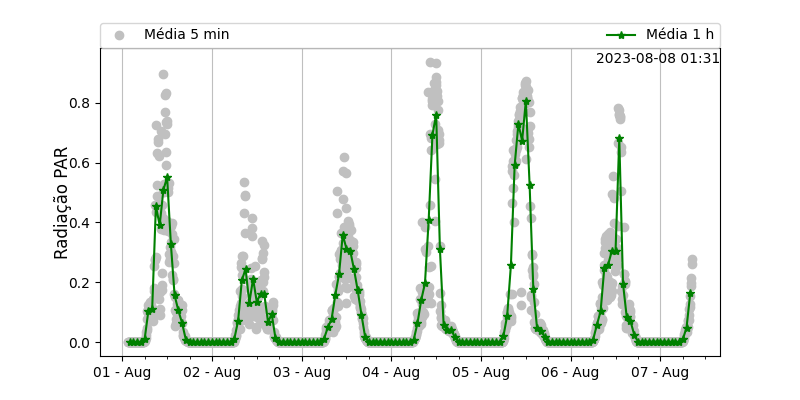 Média 5 min
Média 1 h
2023-08-08 01:31
Radiação PAR
0.8
0.6
0.4
0.2
0.0
01 - Aug
02 - Aug
03 - Aug
04 - Aug
05 - Aug
06 - Aug
07 - Aug